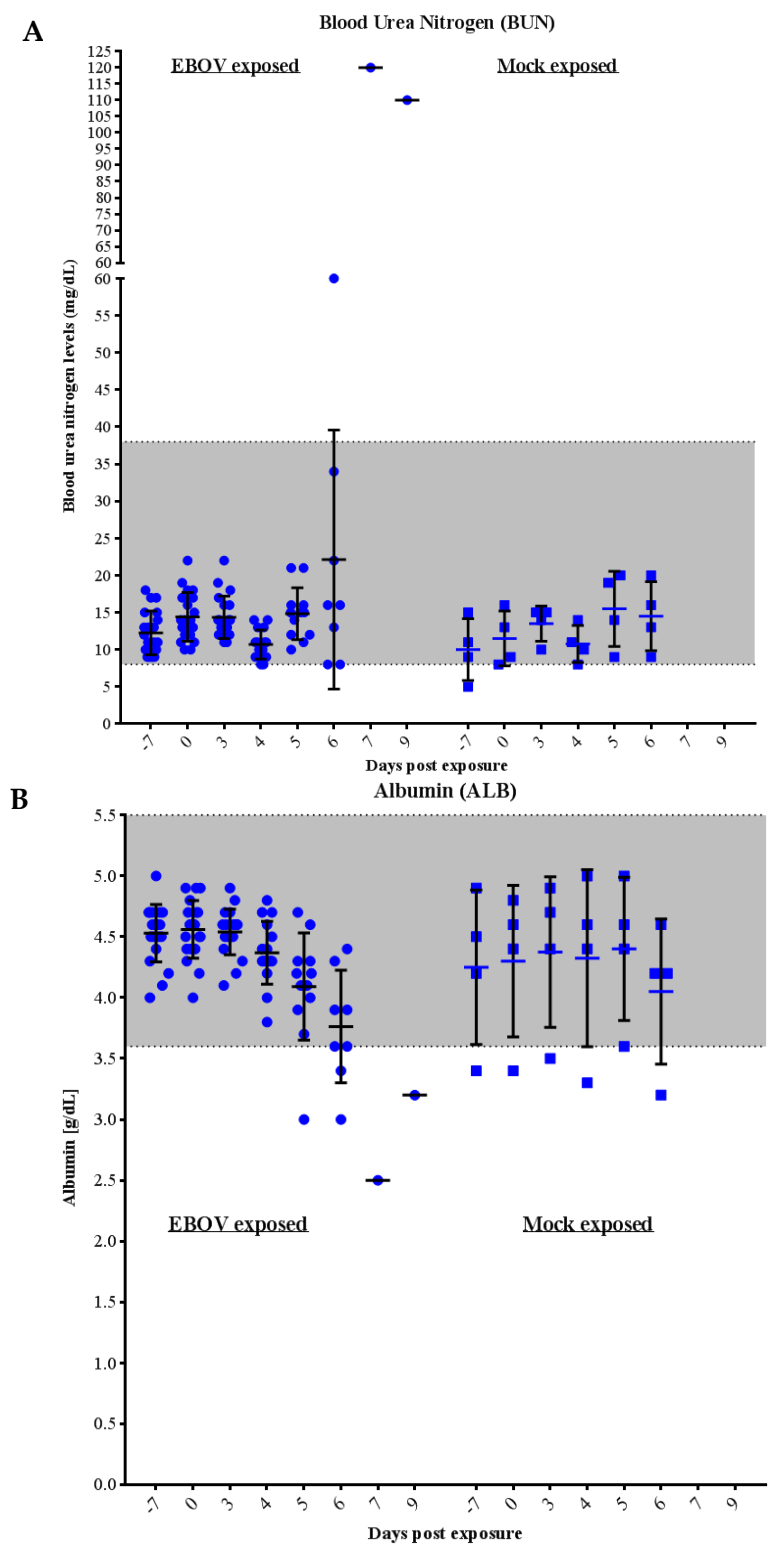 A
Blood Urea Nitrogen (BUN)
EBOV exposed
Mock exposed
125
120
115
110
105
100
95
90
85
80
75
70
65
60
60
55
50
45
40
35
30
25
20
15
10
5
0
Blood urea nitrogen levels (mg/dL)
-7 0 3 4 5 6 7 9 -7 0 3 4 5 6 7 9
Days post exposure
B
Albumin (ALB)
5.5
5.0
4.5
4.0
3.5
3.0
2.5
2.0
1.5
1.0
0.5
0.0
Albumin [g/dL]
EBOV exposed
Mock exposed
-7 0 3 4 5 6 7 9 -7 0 3 4 5 6 7 9
Days post exposure